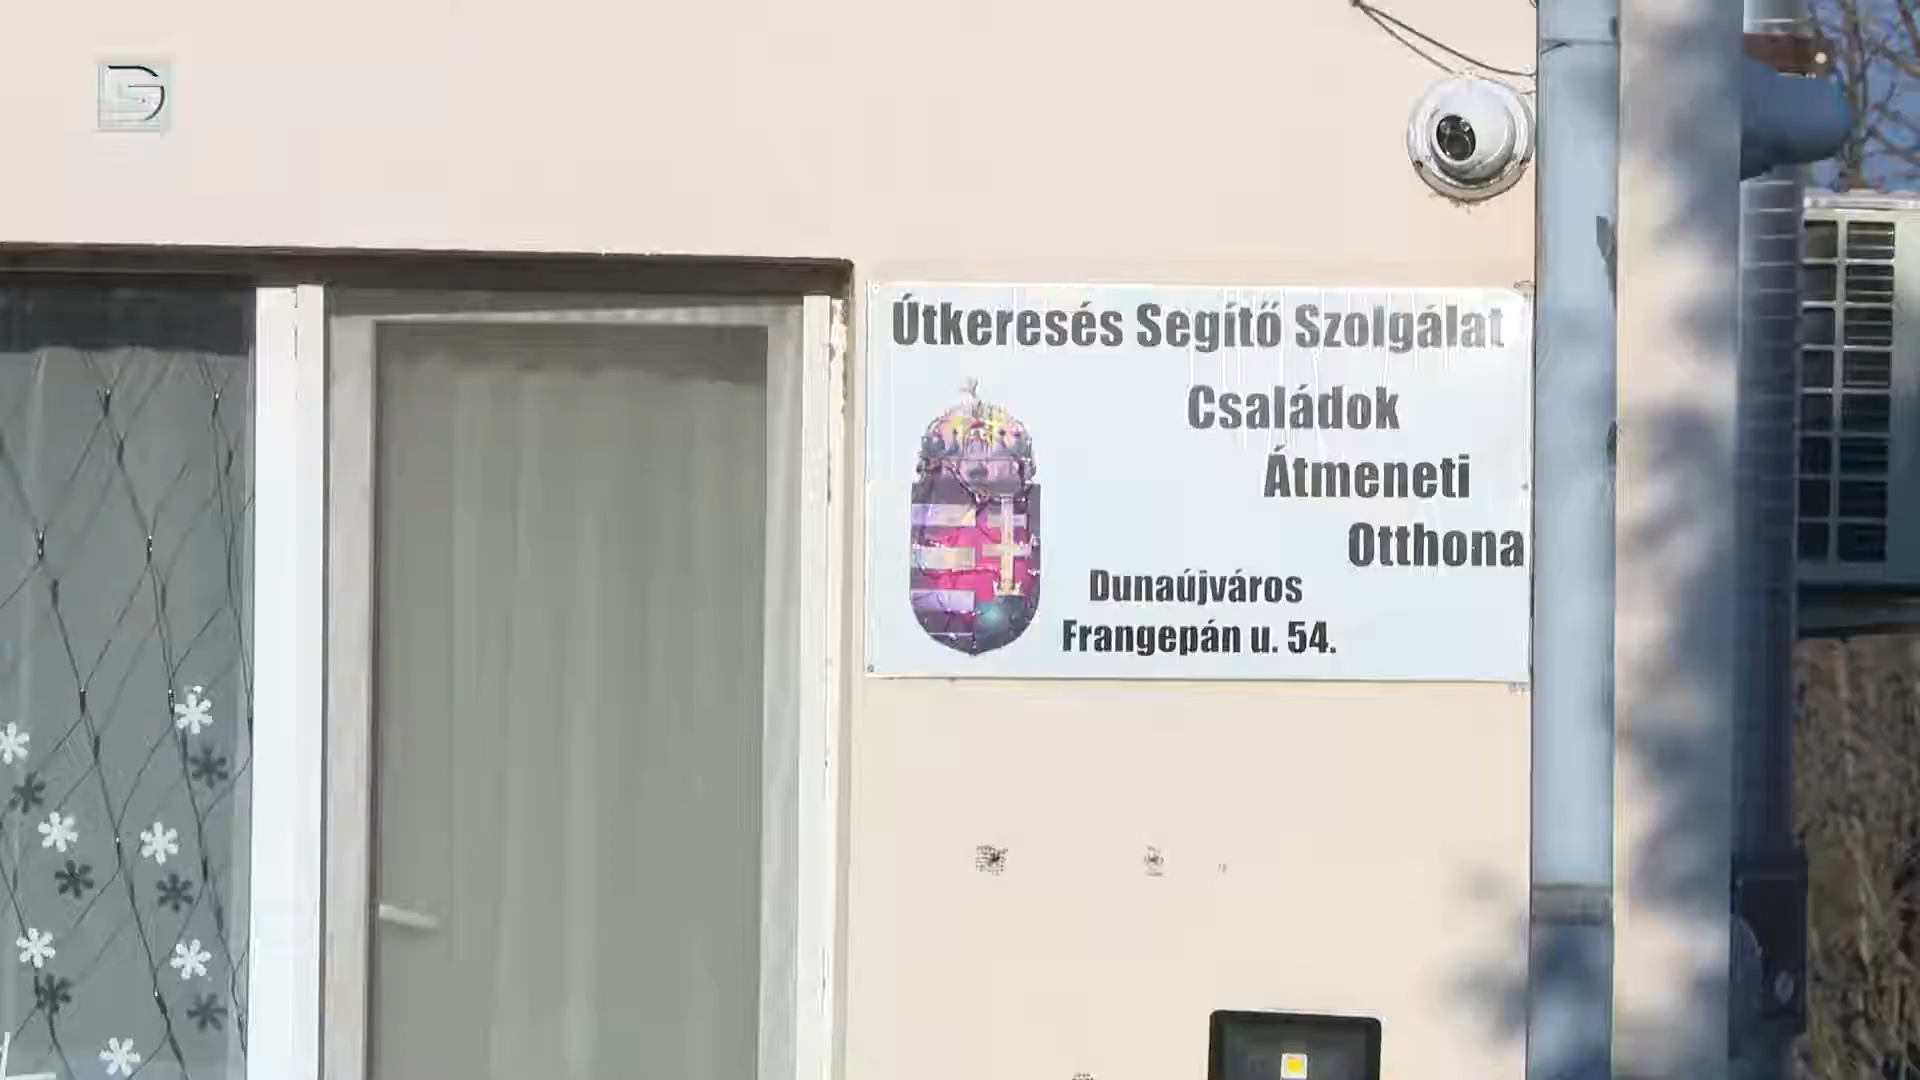 Útkeresés Segítő Szolgálat
Családok
Átmeneti
Otthona
Dunaújváros
Frangepán u. 54.